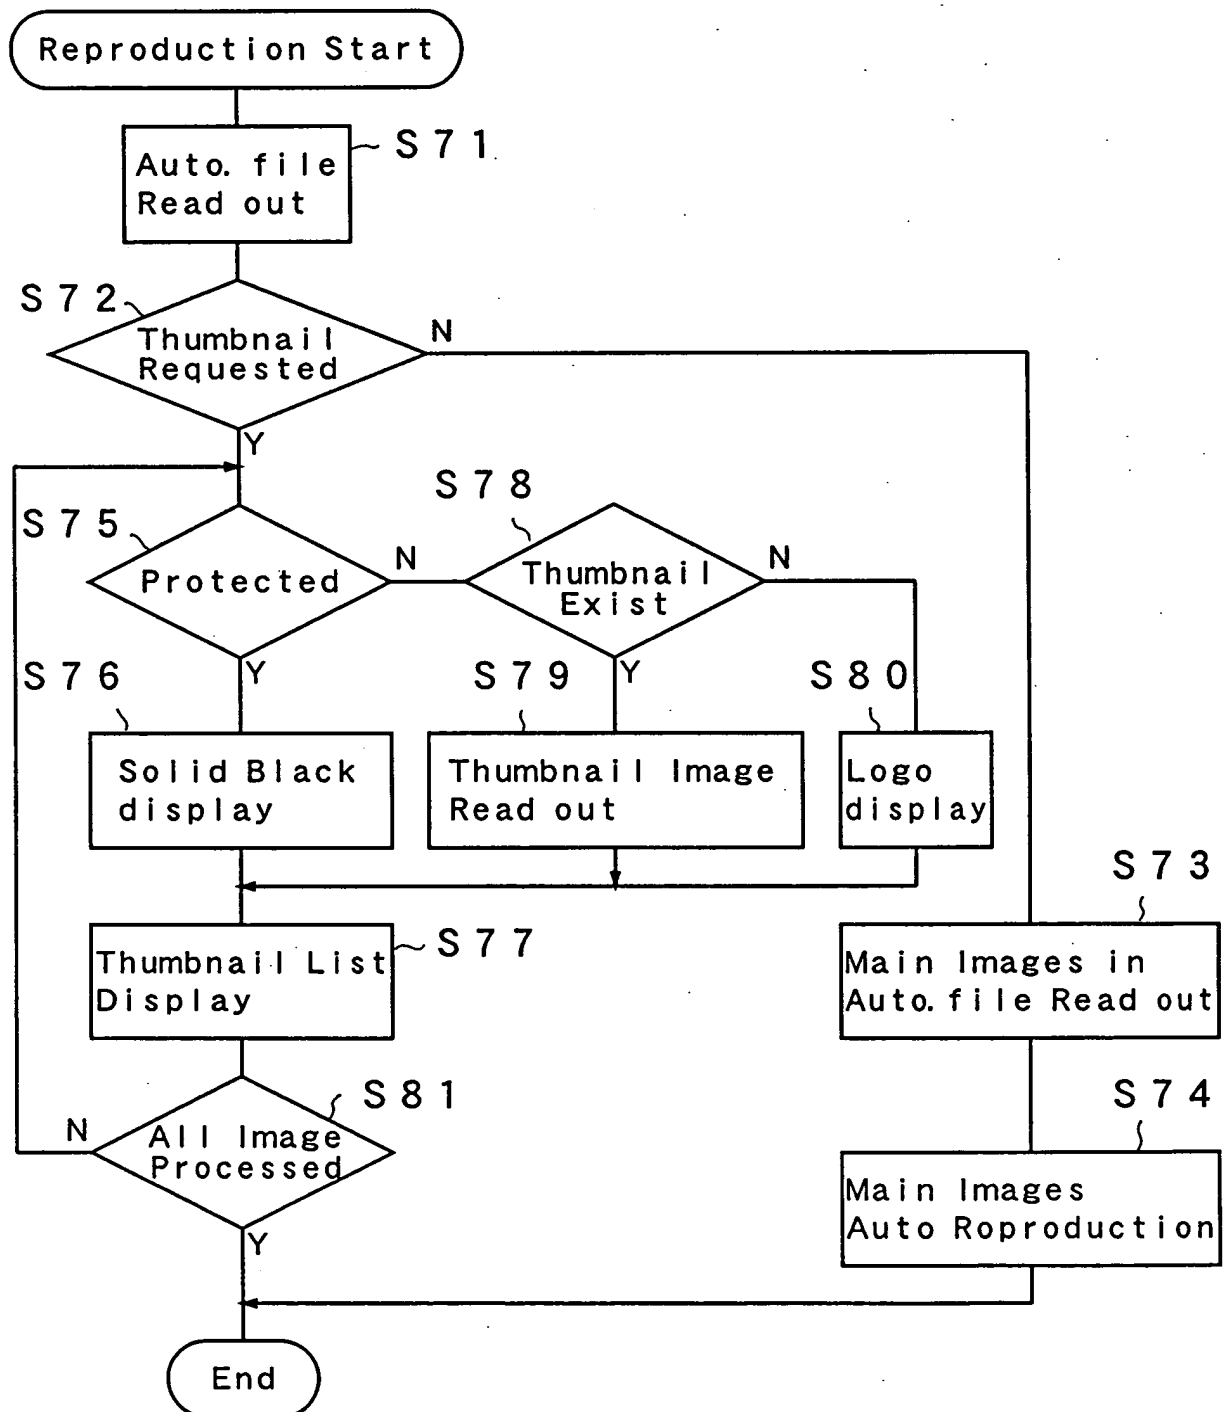 Reproduction Start
S71
Auto. file
Read out
S72
Thumbnail
Requested
N
Y
S75
Protected
N
Y
S78
Thumbnail
Exist
N
Y
S76
Solid Black
display
S79
Thumbnail Image
Read out
S80
Logo
display
S73
Main Images in
Auto. file Read out
S77
Thumbnail List
Display
S81
All Image
Processed
N
Y
S74
Main Images
Auto Roproduction
End